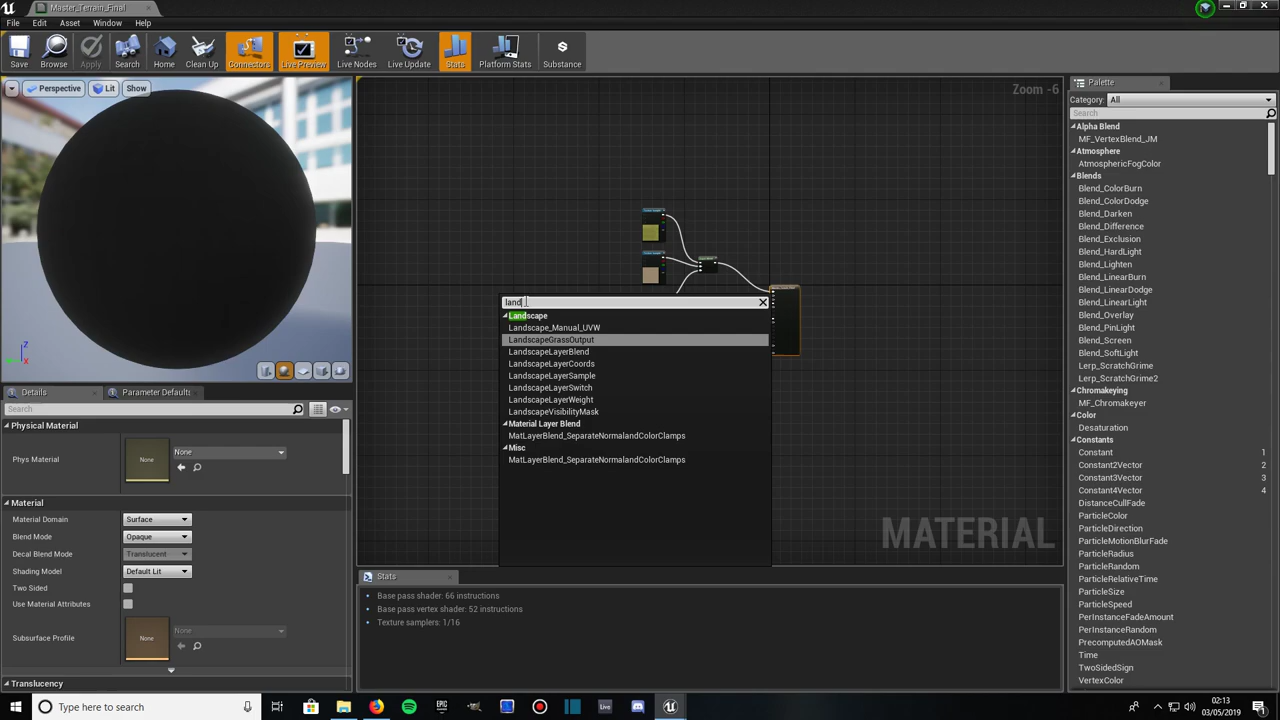 Master_Terrain_Final
File Edit Asset Window Help
Save Browse Apply Search Home Clean Up Connectors Live Preview Live Nodes Live Update Stats Platform Stats Substance
Perspective Lit Show
Zoom -6
land
Landscape
Landscape_Manual_UVW
LandscapeGrassOutput
LandscapeLayerBlend
LandscapeLayerCoords
LandscapeLayerSample
LandscapeLayerSwitch
LandscapeLayerWeight
LandscapeVisibilityMask
Material Layer Blend
MatLayerBlend_SeparateNormalandColorClamps
Misc
MatLayerBlend_SeparateNormalandColorClamps
MATERIAL
Details Parameter Defaults
Search
Physical Material
Phys Material None None
Material
Material Domain Surface
Blend Mode Opaque
Decal Blend Mode Translucent
Shading Model Default Lit
Two Sided
Use Material Attributes
Subsurface Profile None None
Translucency
Stats
Base pass shader: 66 instructions
Base pass vertex shader: 52 instructions
Texture samplers: 1/16
Palette
Category: All
Search
Alpha Blend
MF_VertexBlend_JM
Atmosphere
AtmosphericFogColor
Blends
Blend_ColorBurn
Blend_ColorDodge
Blend_Darken
Blend_Difference
Blend_Exclusion
Blend_HardLight
Blend_Lighten
Blend_LinearBurn
Blend_LinearDodge
Blend_LinearLight
Blend_Overlay
Blend_PinLight
Blend_Screen
Blend_SoftLight
Lerp_ScratchGrime
Lerp_ScratchGrime2
Chromakeying
MF_Chromakeyer
Color
Desaturation
Constants
Constant 1
Constant2Vector 2
Constant3Vector 3
Constant4Vector 4
DistanceCullFade
ParticleColor
ParticleDirection
ParticleMotionBlurFade
ParticleRadius
ParticleRandom
ParticleRelativeTime
ParticleSize
ParticleSpeed
PerInstanceFadeAmount
PerInstanceRandom
PrecomputedAOMask
Time
TwoSidedSign
VertexColor
Type here to search
Live
02:13
03/05/2019